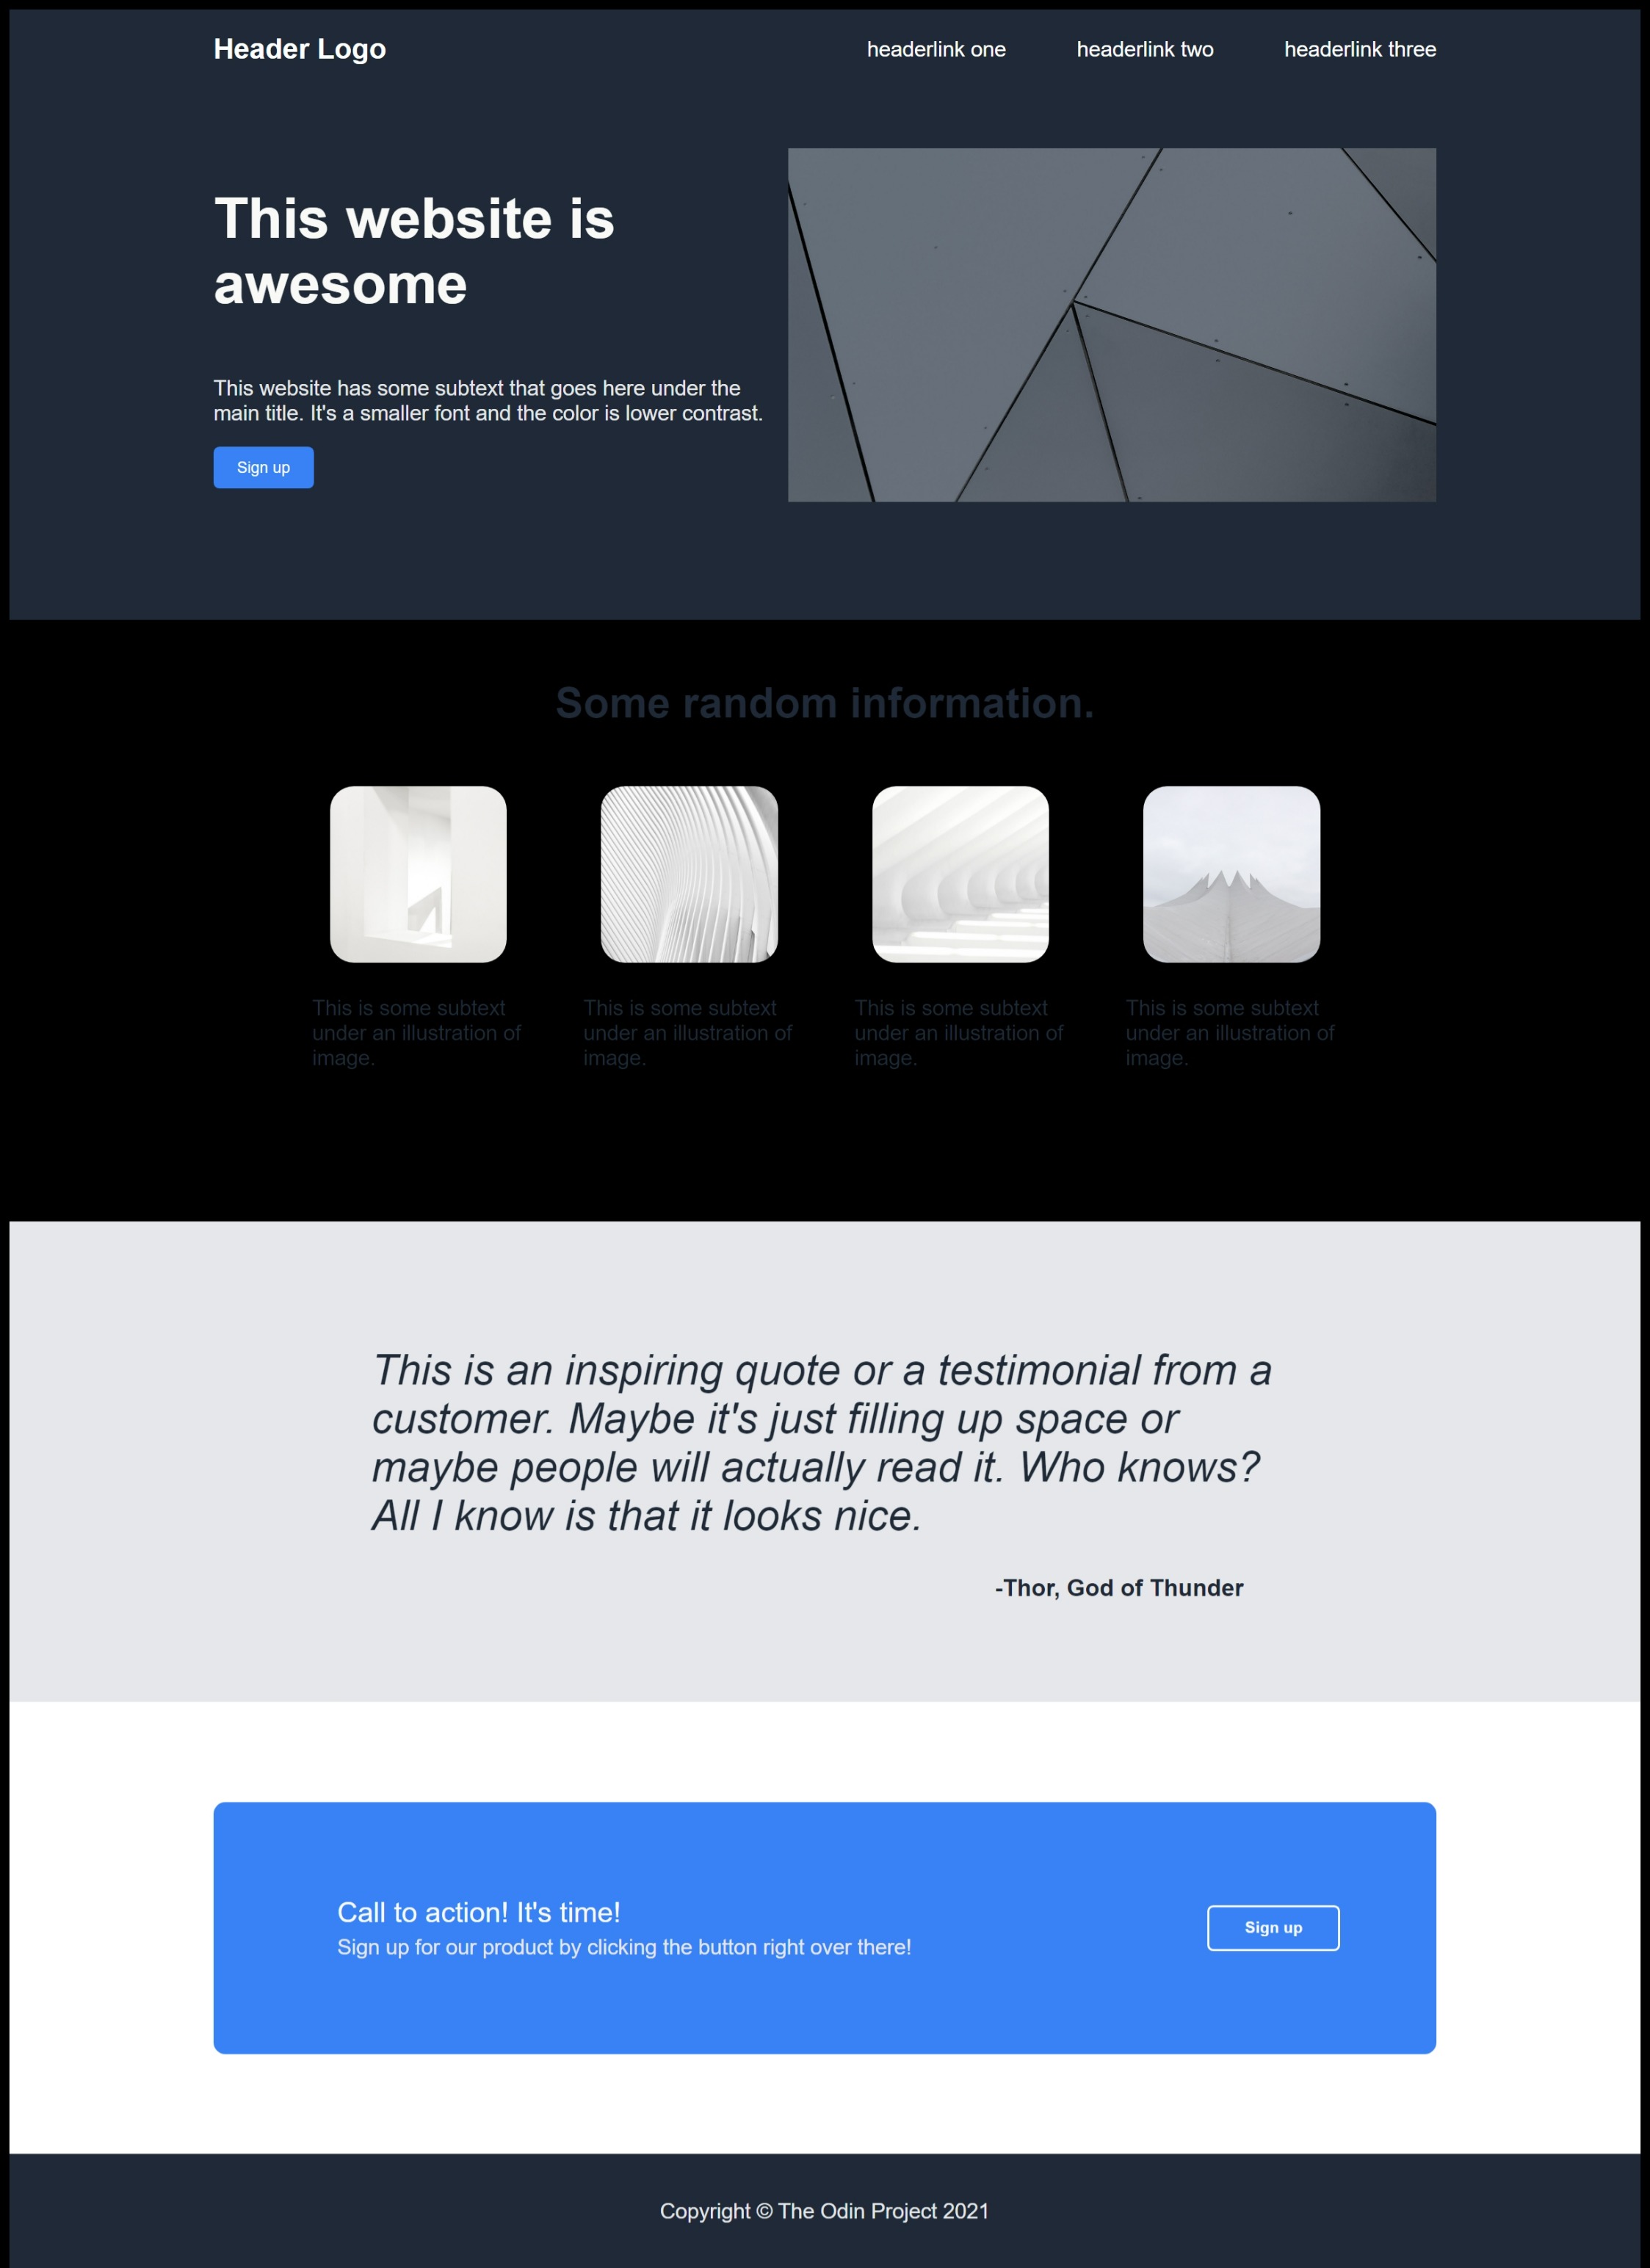 Header Logo
headerlink one
headerlink two
headerlink three
This website is
awesome
This website has some subtext that goes here under the
main title. It's a smaller font and the color is lower contrast.
Sign up
Some random information.
This is some subtext
under an illustration of
image.
This is some subtext
under an illustration of
image.
This is some subtext
under an illustration of
image.
This is some subtext
under an illustration of
image.
This is an inspiring quote or a testimonial from a
customer. Maybe it's just filling up space or
maybe people will actually read it. Who knows?
All I know is that it looks nice.
-Thor, God of Thunder
Call to action! It's time!
Sign up for our product by clicking the button right over there!
Sign up
Copyright © The Odin Project 2021